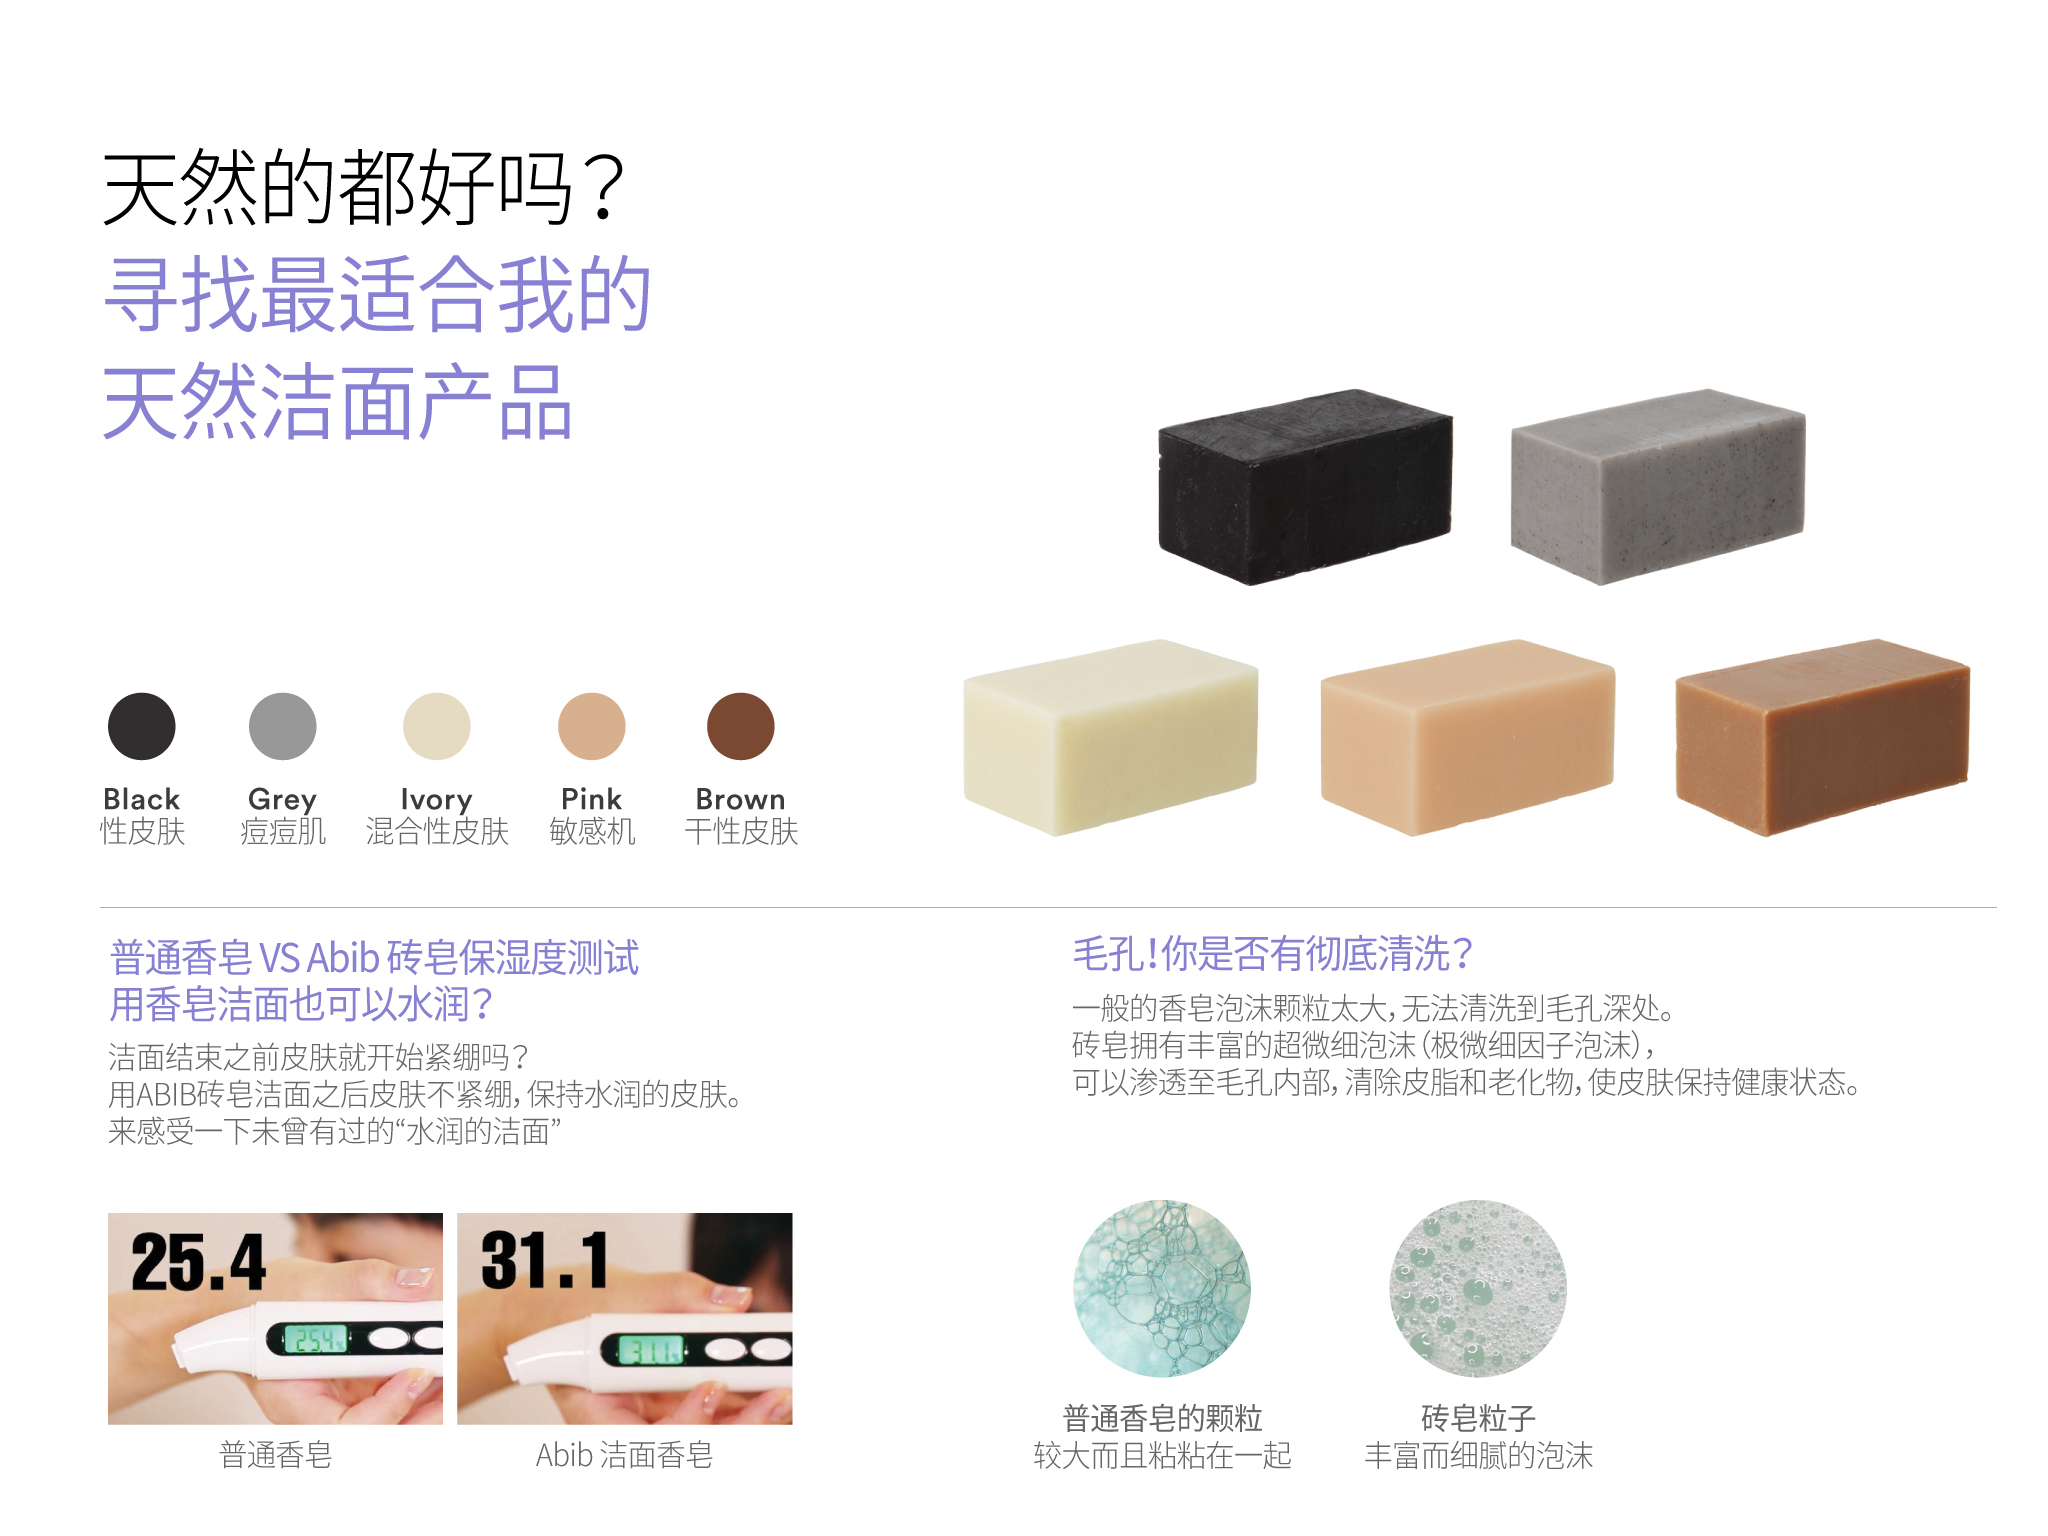 天然的都好吗？
寻找最适合我的
天然洁面产品
Black
性皮肤
Grey
痘痘肌
Ivory
混合性皮肤
Pink
敏感机
Brown
干性皮肤
普通香皂 VS Abib 砖皂保湿度测试
用香皂洁面也可以水润？
洁面结束之前皮肤就开始紧绷吗？
用ABIB砖皂洁面之后皮肤不紧绷，保持水润的皮肤。
来感受一下未曾有过的“水润的洁面”
25.4
25.4%
普通香皂
31.1
31.1%
Abib 洁面香皂
毛孔！你是否有彻底清洗？
一般的香皂泡沫颗粒太大，无法清洗到毛孔深处。
砖皂拥有丰富的超微细泡沫（极微细因子泡沫），
可以渗透至毛孔内部，清除皮脂和老化物，使皮肤保持健康状态。
普通香皂的颗粒
较大而且粘粘在一起
砖皂粒子
丰富而细腻的泡沫